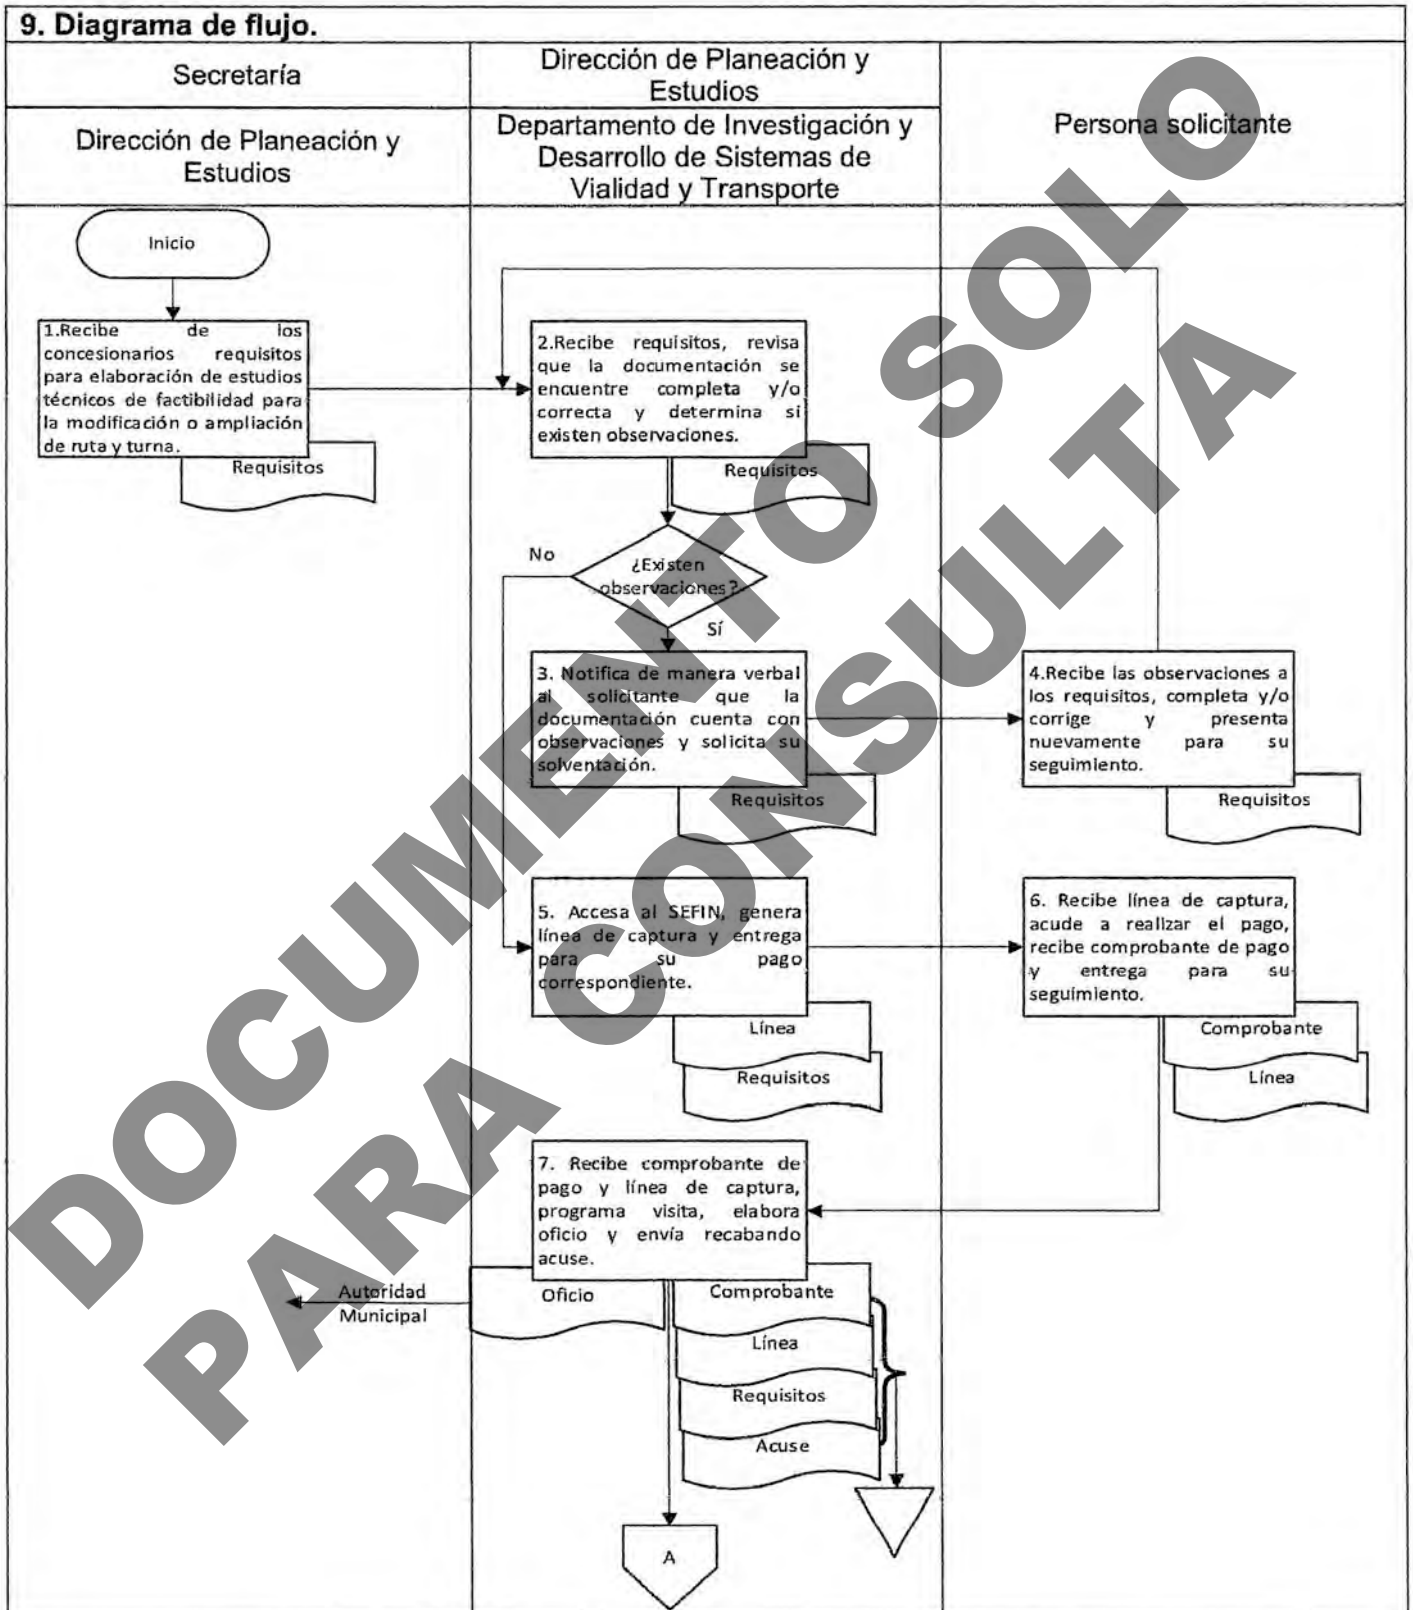 9. Diagrama de flujo.
Secretaría
Dirección de Planeación y
Estudios
Dirección de Planeación y
Estudios
Departamento de Investigación y
Desarrollo de Sistemas de
Vialidad y Transporte
Persona solicitante
Inicio
1.Recibe de los
concesionarios requisitos
para elaboración de estudios
técnicos de factibilidad para
la modificación o ampliación
de ruta y turna.
Requisitos
2.Recibe requisitos, revisa
que la documentación se
encuentre completa y/o
correcta y determina si
existen observaciones.
Requisitos
¿Existen
observaciones?
No
Sí
3. Notifica de manera verbal
al solicitante que la
documentación cuenta con
observaciones y solicita su
solventación.
Requisitos
4.Recibe las observaciones a
los requisitos, completa y/o
corrige y presenta
nuevamente para su
seguimiento.
Requisitos
5. Accesa al SEFIN, genera
línea de captura y entrega
para su pago
correspondiente.
Línea
Requisitos
6. Recibe línea de captura,
acude a realizar el pago,
recibe comprobante de pago
y entrega para su
seguimiento.
Comprobante
Línea
7. Recibe comprobante de
pago y línea de captura,
programa visita, elabora
oficio y envía recabando
acuse.
Autoridad
Municipal
Oficio
Comprobante
Línea
Requisitos
Acuse
A
DOCUMENTO SOLO
PARA CONSULTA